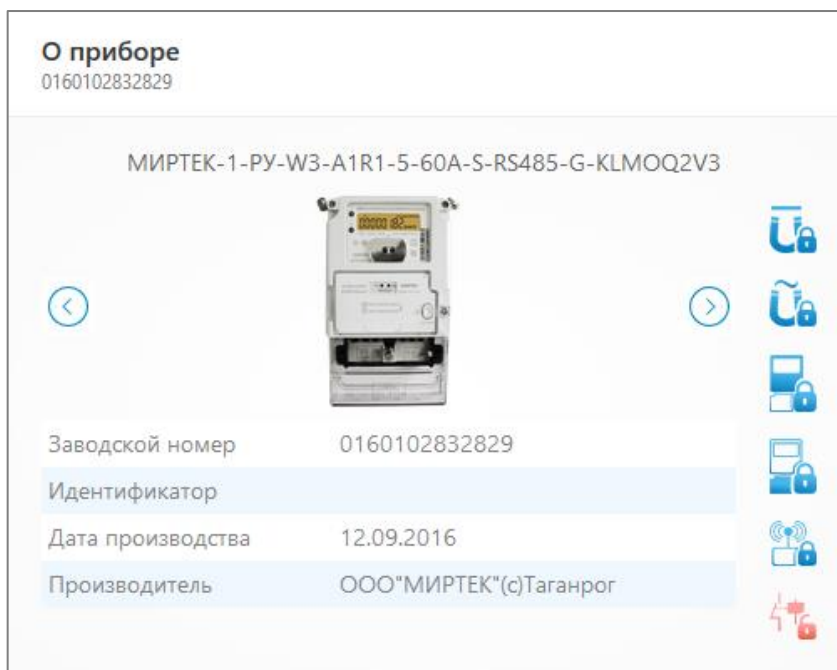 О приборе
0160102832829
МИРТЕК-1-РУ-W3-A1R1-5-60A-S-RS485-G-KLMOQ2V3
Заводской номер 0160102832829
Идентификатор
Дата производства 12.09.2016
Производитель ООО"МИРТЕК"(с)Таганрог